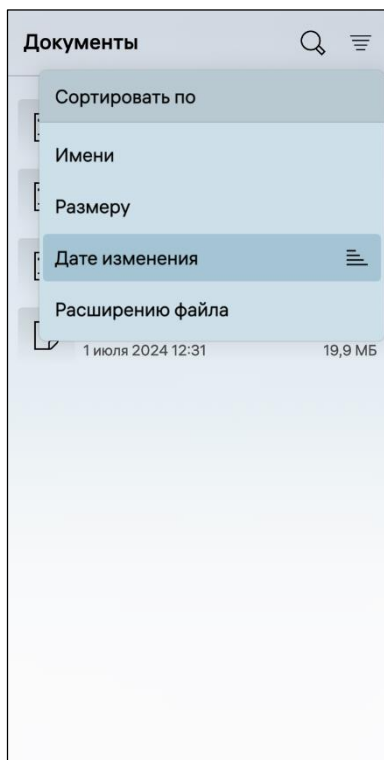 Документы
Сортировать по
Имени
Размеру
Дате изменения
Расширению файла
1 июля 2024 12:31 19,9 МБ